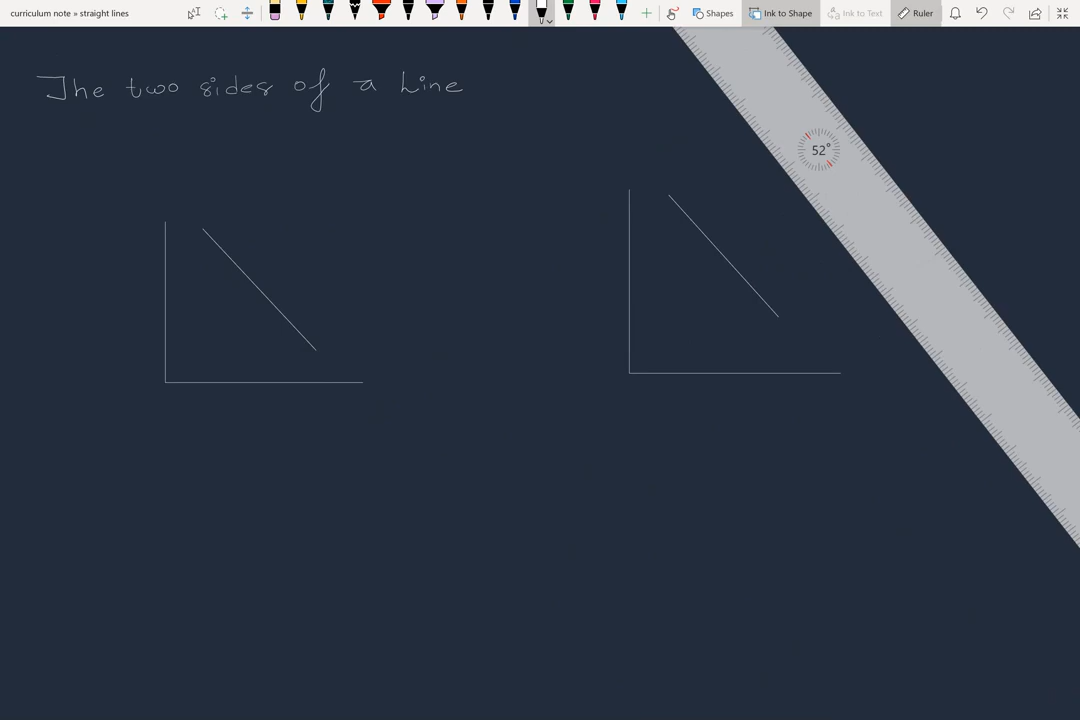 curriculum note » straight lines
Shapes
Ink to Shape
Ink to Text
Ruler
The two sides of a Line
52°